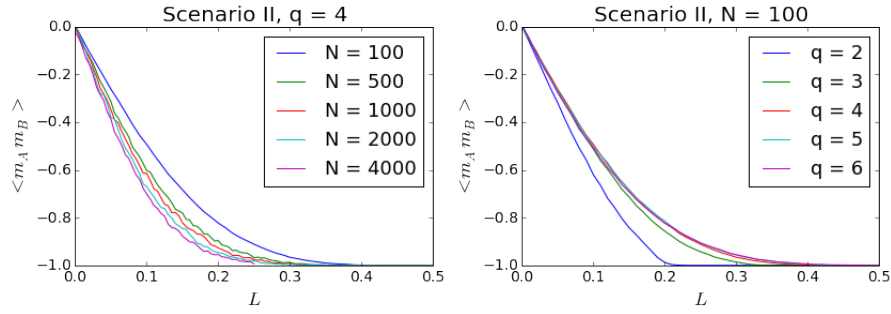 Scenario II, q = 4
0.0
−0.2
−0.4
−0.6
−0.8
−1.0
< m_A m_B >
N = 100
N = 500
N = 1000
N = 2000
N = 4000
0.0 0.1 0.2 0.3 0.4 0.5
L
Scenario II, N = 100
0.0
−0.2
−0.4
−0.6
−0.8
−1.0
< m_A m_B >
q = 2
q = 3
q = 4
q = 5
q = 6
0.0 0.1 0.2 0.3 0.4 0.5
L